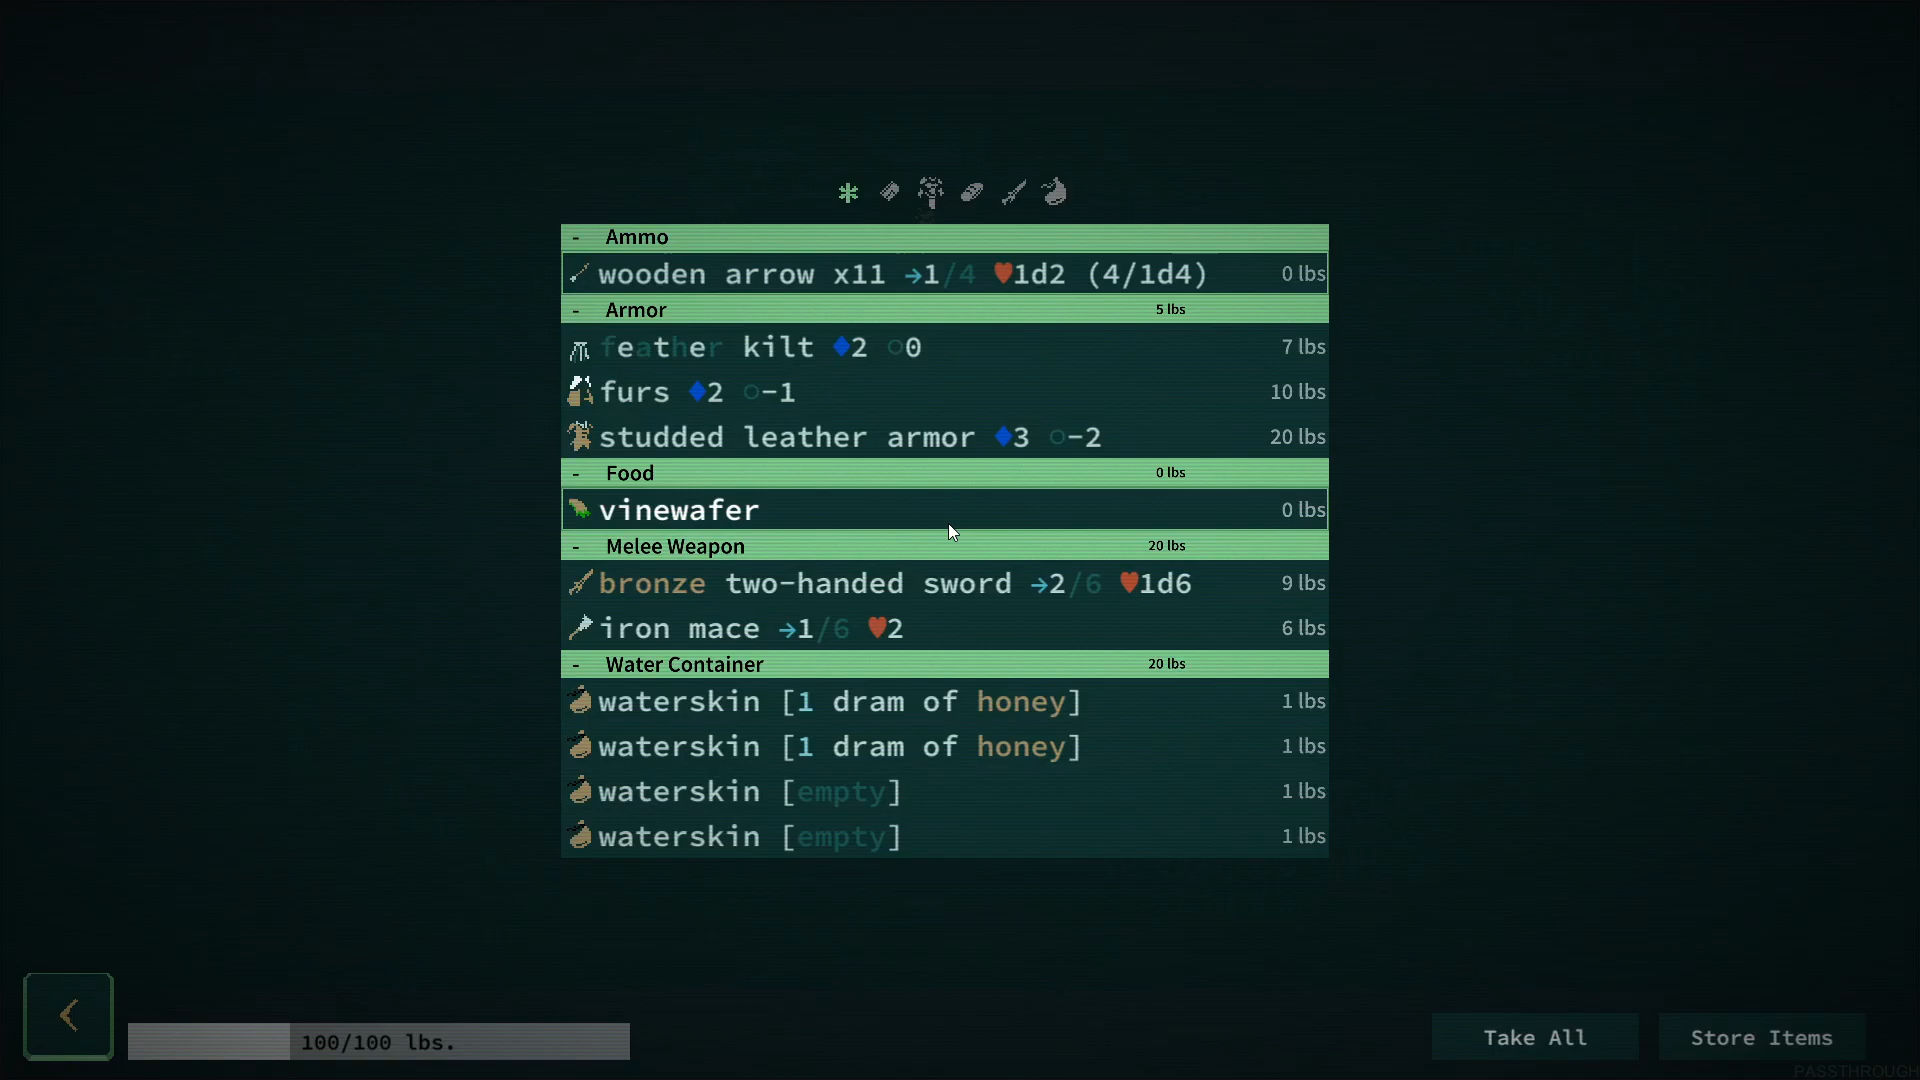 - Ammo
wooden arrow x11 →1/4 ♥1d2 (4/1d4) 0 lbs
- Armor 5 lbs
feather kilt ♦2 ○0 7 lbs
furs ♦2 ○-1 10 lbs
studded leather armor ♦3 ○-2 20 lbs
- Food 0 lbs
vinewafer 0 lbs
- Melee Weapon 20 lbs
bronze two-handed sword →2/6 ♥1d6 9 lbs
iron mace →1/6 ♥2 6 lbs
- Water Container 20 lbs
waterskin [1 dram of honey] 1 lbs
waterskin [1 dram of honey] 1 lbs
waterskin [empty] 1 lbs
waterskin [empty] 1 lbs
100/100 lbs.
Take All
Store Items
PASSTHROUGH